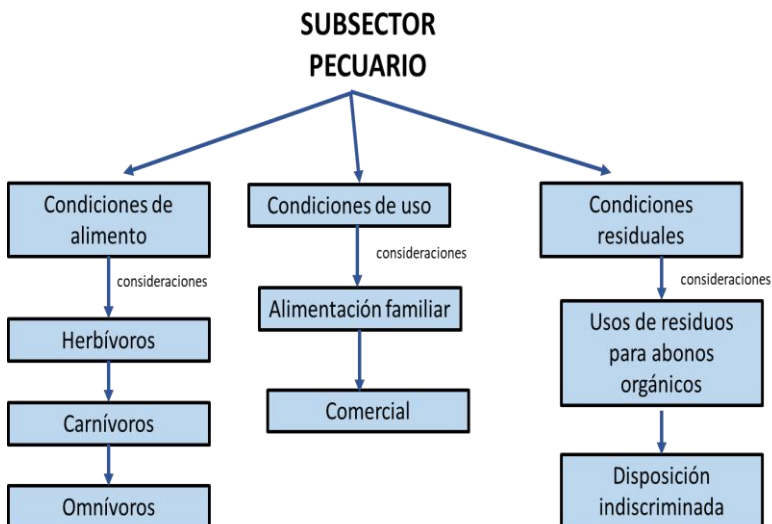 SUBSECTOR
PECUARIO
Condiciones de
alimento
consideraciones
Herbívoros
Carnívoros
Omnívoros
Condiciones de uso
consideraciones
Alimentación familiar
Comercial
Condiciones
residuales
consideraciones
Usos de residuos
para abonos
orgánicos
Disposición
indiscriminada